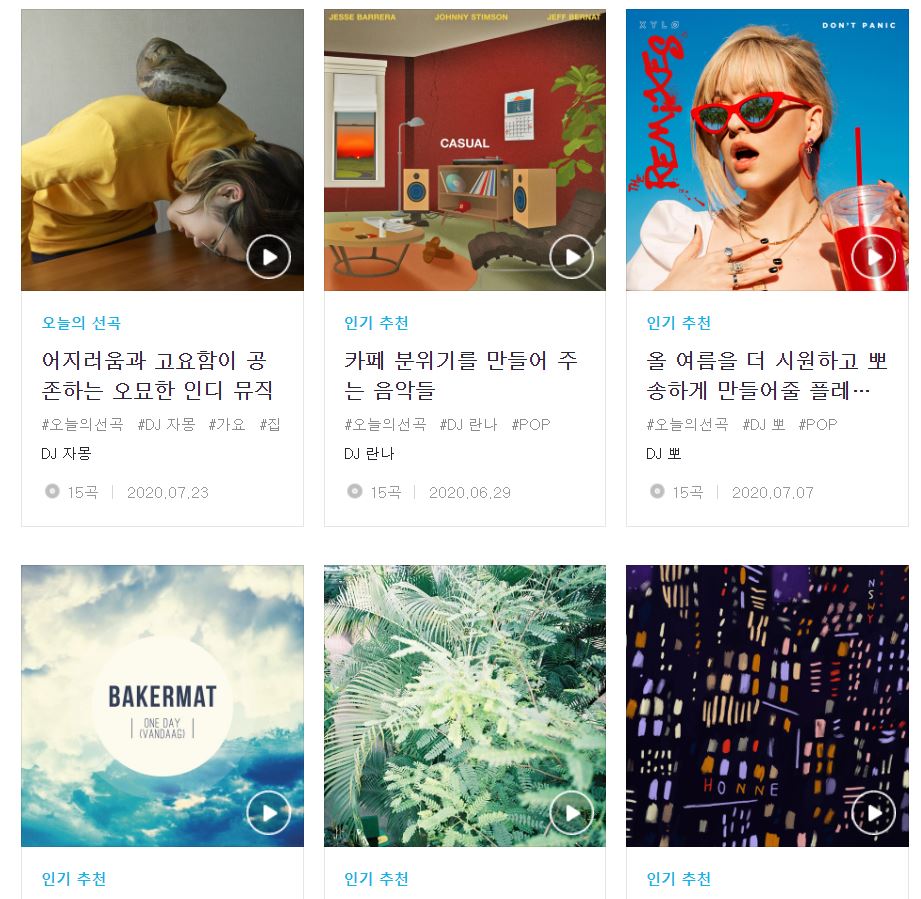 JESSE BARRERA JOHNNY STIMSON JEFF BERNAT
CASUAL
XYLØ DON'T PANIC
THE REMIXES
오늘의 선곡
어지러움과 고요함이 공
존하는 오묘한 인디 뮤직
#오늘의선곡 #DJ 자몽 #가요 #집
DJ 자몽
15곡 | 2020.07.23
인기 추천
카페 분위기를 만들어 주
는 음악들
#오늘의선곡 #DJ 란나 #POP
DJ 란나
15곡 | 2020.06.29
인기 추천
올 여름을 더 시원하고 뽀
송하게 만들어줄 플레…
#오늘의선곡 #DJ 뽀 #POP
DJ 뽀
15곡 | 2020.07.07
BAKERMAT
ONE DAY
(VANDAAG)
인기 추천
인기 추천
NSWY
HONNE
인기 추천